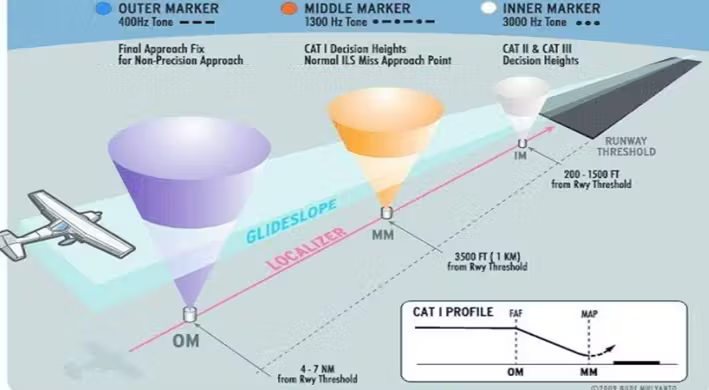 OUTER MARKER
400Hz Tone
Final Approach Fix
for Non-Precision Approach
MIDDLE MARKER
1300 Hz Tone
CAT I Decision Heights
Normal ILS Miss Approach Point
INNER MARKER
3000 Hz Tone
CAT II & CAT III
Decision Heights
RUNWAY
THRESHOLD
IM
200 - 1500 FT
from Rwy Threshold
GLIDESLOPE
LOCALIZER
MM
3500 FT ( 1 KM)
from Rwy Threshold
OM
4 - 7 NM
from Rwy Threshold
CAT I PROFILE
FAF
MAP
OM
MM